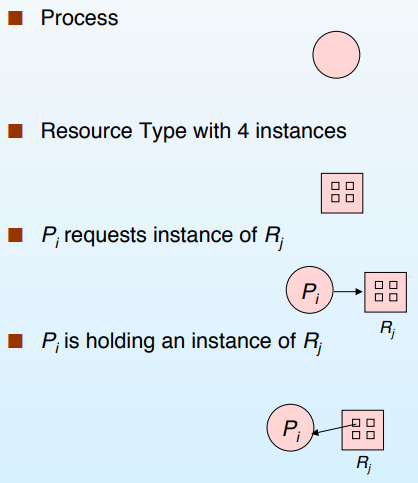 Process
Resource Type with 4 instances
Pi requests instance of Rj
Pi
Rj
Pi is holding an instance of Rj
Pi
Rj